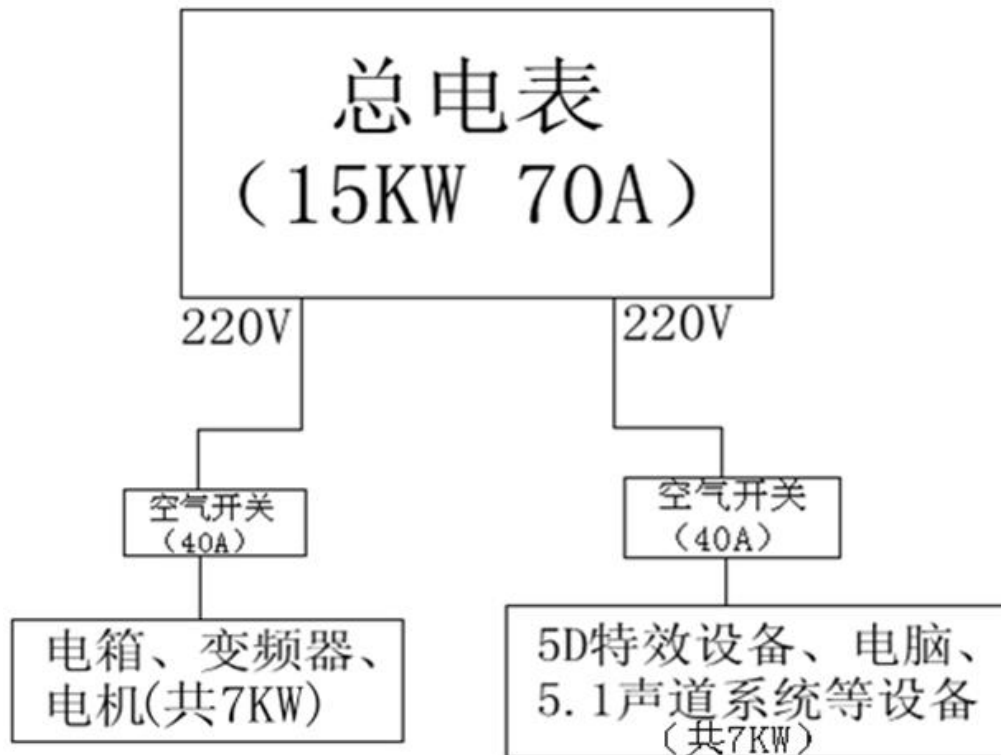 总电表
（15KW 70A）
220V
220V
空气开关
（40A）
空气开关
（40A）
电箱、变频器、
电机(共7KW)
5D特效设备、电脑、
5.1声道系统等设备
（共7KW）